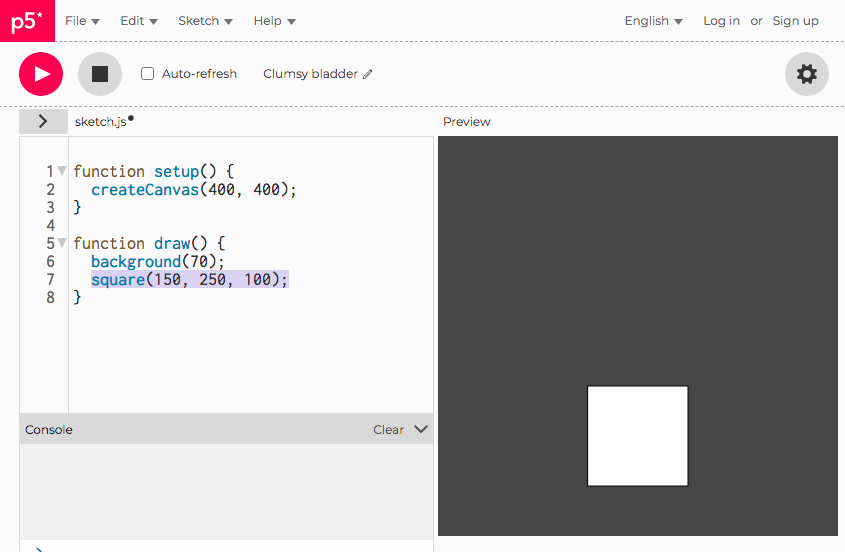 p5* File Edit Sketch Help English Log in or Sign up
Auto-refresh Clumsy bladder
sketch.js Preview
1 function setup() {
2 createCanvas(400, 400);
3 }
4
5 function draw() {
6 background(70);
7 square(150, 250, 100);
8 }
Console Clear